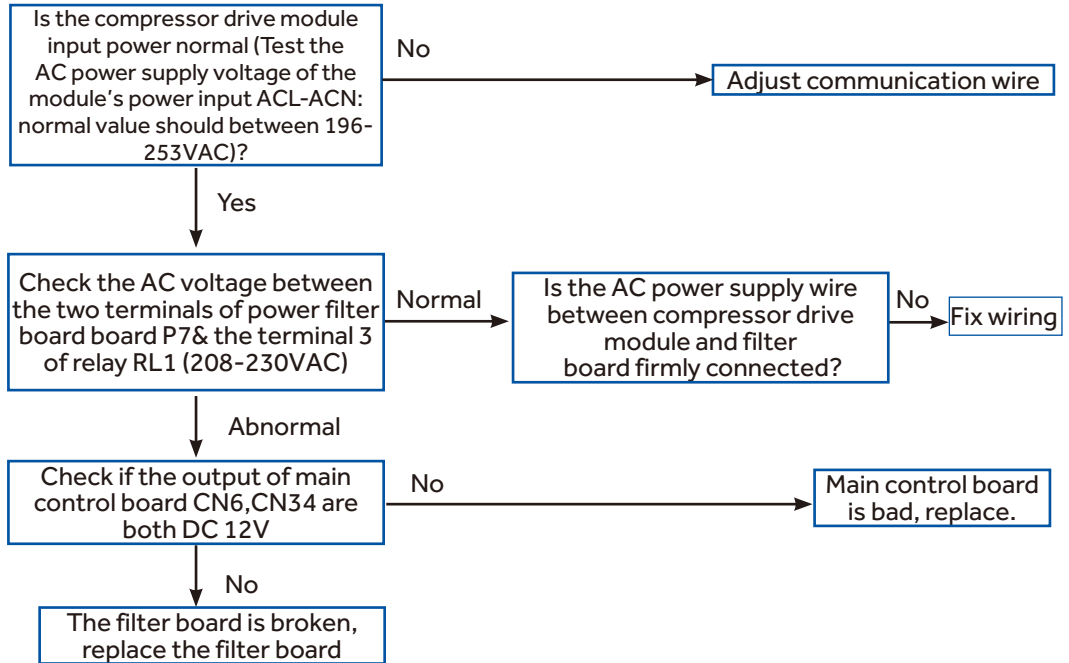 Is the compressor drive module
input power normal (Test the
AC power supply voltage of the
module's power input ACL-ACN:
normal value should between 196-
253VAC)?
No
Adjust communication wire
Yes
Check the AC voltage between
the two terminals of power filter
board board P7& the terminal 3
of relay RL1 (208-230VAC)
Normal
Is the AC power supply wire
between compressor drive
module and filter
board firmly connected?
No
Fix wiring
Abnormal
Check if the output of main
control board CN6,CN34 are
both DC 12V
No
Main control board
is bad, replace.
No
The filter board is broken,
replace the filter board